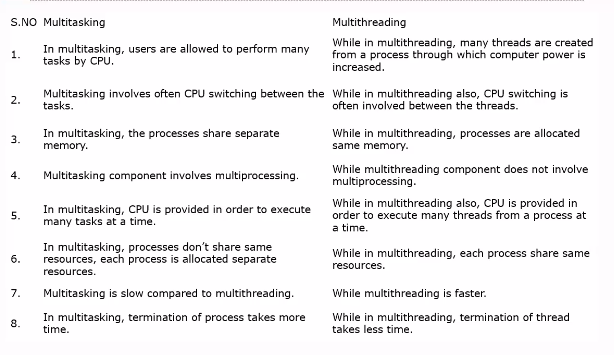 S.NO Multitasking Multithreading
1. In multitasking, users are allowed to perform many
tasks by CPU.
While in multithreading, many threads are created
from a process through which computer power is
increased.
2. Multitasking involves often CPU switching between the
tasks.
While in multithreading also, CPU switching is
often involved between the threads.
3. In multitasking, the processes share separate
memory.
While in multithreading, processes are allocated
same memory.
4. Multitasking component involves multiprocessing.
While multithreading component does not involve
multiprocessing.
5. In multitasking, CPU is provided in order to execute
many tasks at a time.
While in multithreading also, CPU is provided in
order to execute many threads from a process at
a time.
6. In multitasking, processes don’t share same
resources, each process is allocated separate
resources.
While in multithreading, each process share same
resources.
7. Multitasking is slow compared to multithreading.
While multithreading is faster.
8. In multitasking, termination of process takes more
time.
While in multithreading, termination of thread
takes less time.